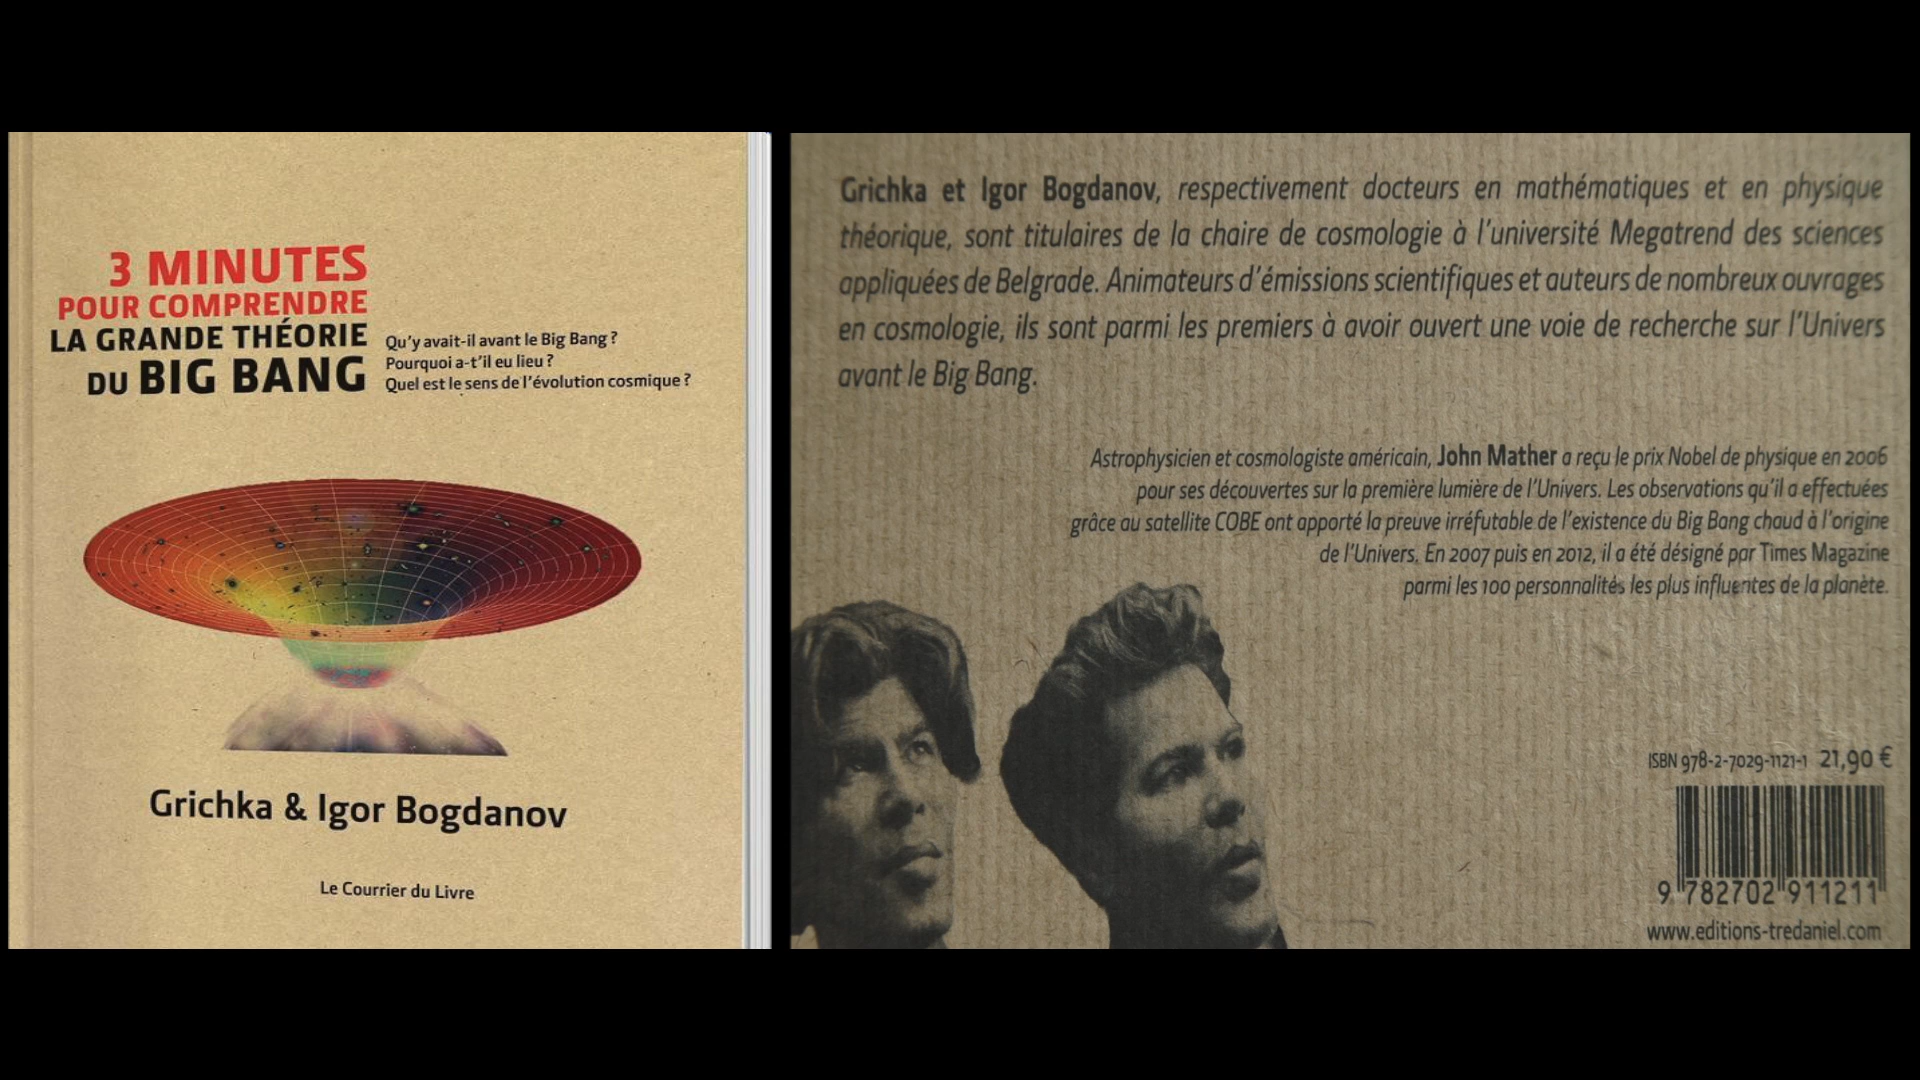 3 MINUTES
POUR COMPRENDRE
LA GRANDE THÉORIE
DU BIG BANG
Qu'y avait-il avant le Big Bang ?
Pourquoi a-t'il eu lieu ?
Quel est le sens de l'évolution cosmique ?
Grichka & Igor Bogdanov
Le Courrier du Livre
Grichka et Igor Bogdanov, respectivement docteurs en mathématiques et en physique
théorique, sont titulaires de la chaire de cosmologie à l'université Megatrend des sciences
appliquées de Belgrade. Animateurs d'émissions scientifiques et auteurs de nombreux ouvrages
en cosmologie, ils sont parmi les premiers à avoir ouvert une voie de recherche sur l'Univers
avant le Big Bang.
Astrophysicien et cosmologiste américain, John Mather a reçu le prix Nobel de physique en 2006
pour ses découvertes sur la première lumière de l'Univers. Les observations qu'il a effectuées
grâce au satellite COBE ont apporté la preuve irréfutable de l'existence du Big Bang chaud à l'origine
de l'Univers. En 2007 puis en 2012, il a été désigné par Times Magazine
parmi les 100 personnalités les plus influentes de la planète.
ISBN 978-2-7029-1121-1 21,90 €
9 782702 911211
www.editions-tredaniel.com